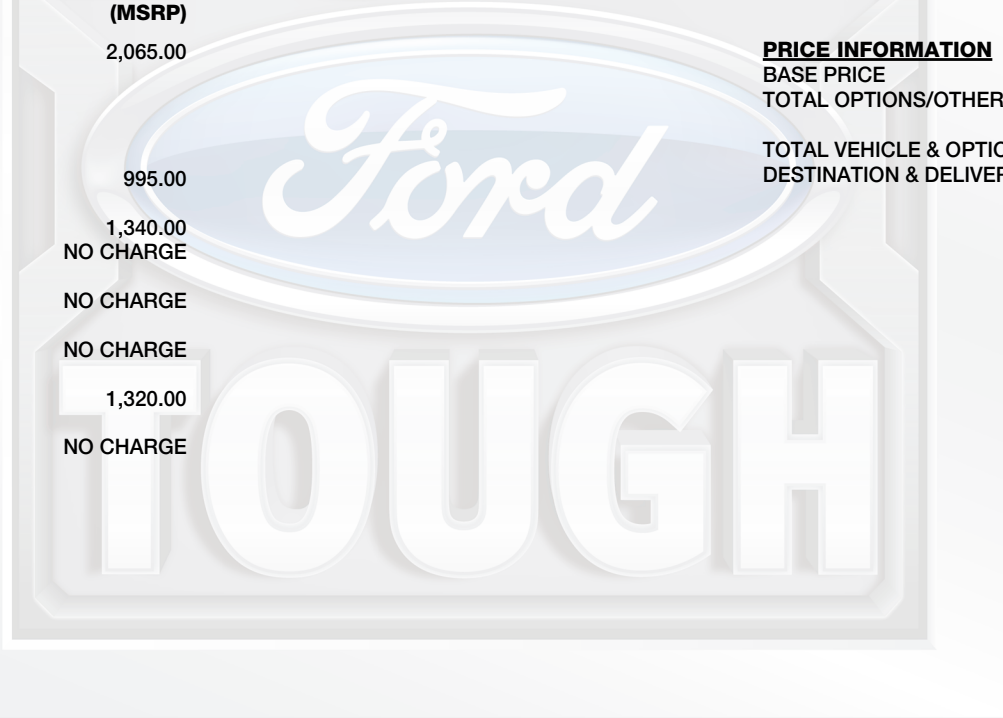 (MSRP)
2,065.00
995.00
1,340.00
NO CHARGE
NO CHARGE
NO CHARGE
1,320.00
NO CHARGE
PRICE INFORMATION
BASE PRICE
TOTAL OPTIONS/OTHER
TOTAL VEHICLE & OPTIO
DESTINATION & DELIVER
Ford
TOUGH